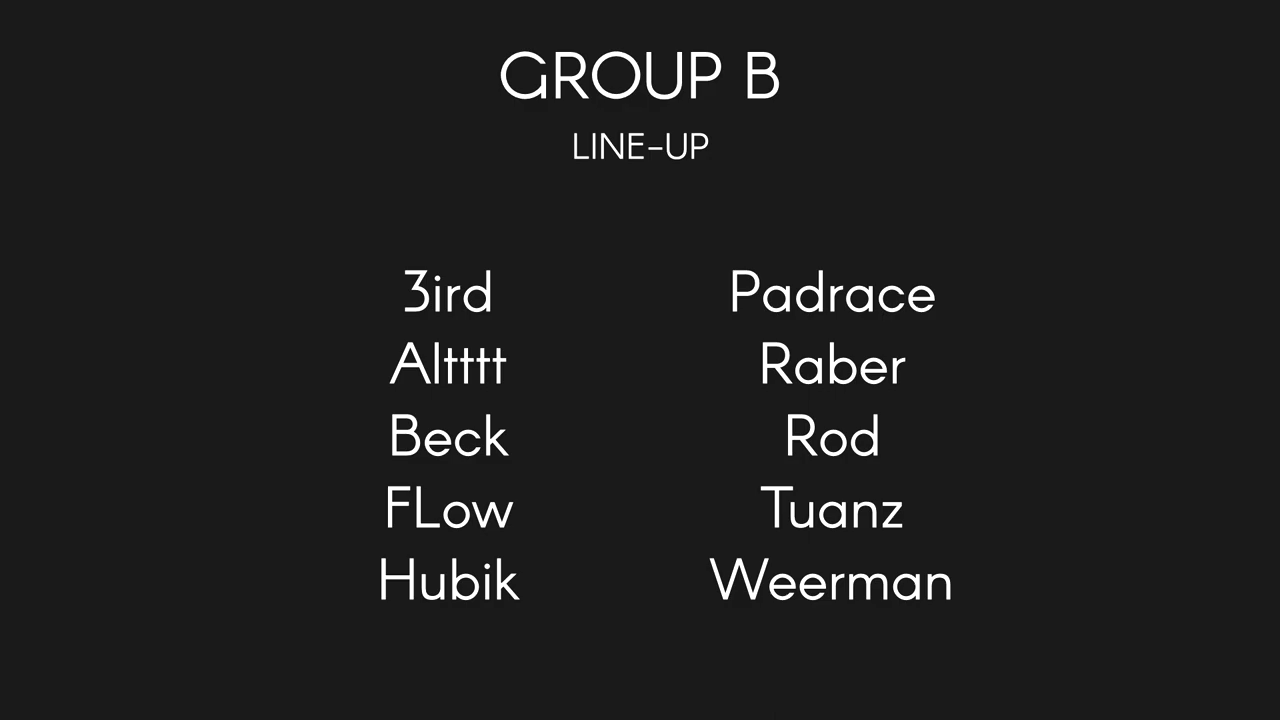 GROUP B
LINE-UP
3ird
Altttt
Beck
FLow
Hubik
Padrace
Raber
Rod
Tuanz
Weerman